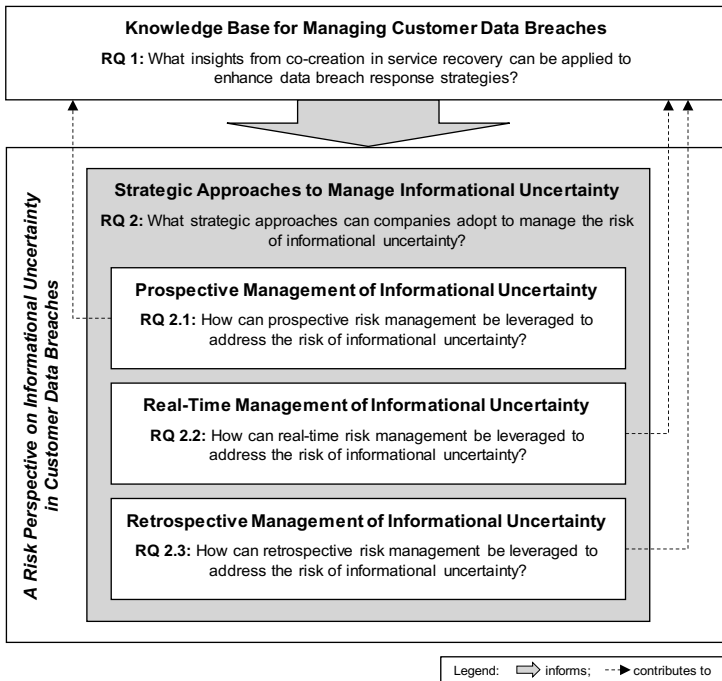 Knowledge Base for Managing Customer Data Breaches
RQ 1: What insights from co-creation in service recovery can be applied to
enhance data breach response strategies?
A Risk Perspective on Informational Uncertainty
in Customer Data Breaches
Strategic Approaches to Manage Informational Uncertainty
RQ 2: What strategic approaches can companies adopt to manage the risk
of informational uncertainty?
Prospective Management of Informational Uncertainty
RQ 2.1: How can prospective risk management be leveraged to
address the risk of informational uncertainty?
Real-Time Management of Informational Uncertainty
RQ 2.2: How can real-time risk management be leveraged to
address the risk of informational uncertainty?
Retrospective Management of Informational Uncertainty
RQ 2.3: How can retrospective risk management be leveraged to
address the risk of informational uncertainty?
Legend: informs; contributes to